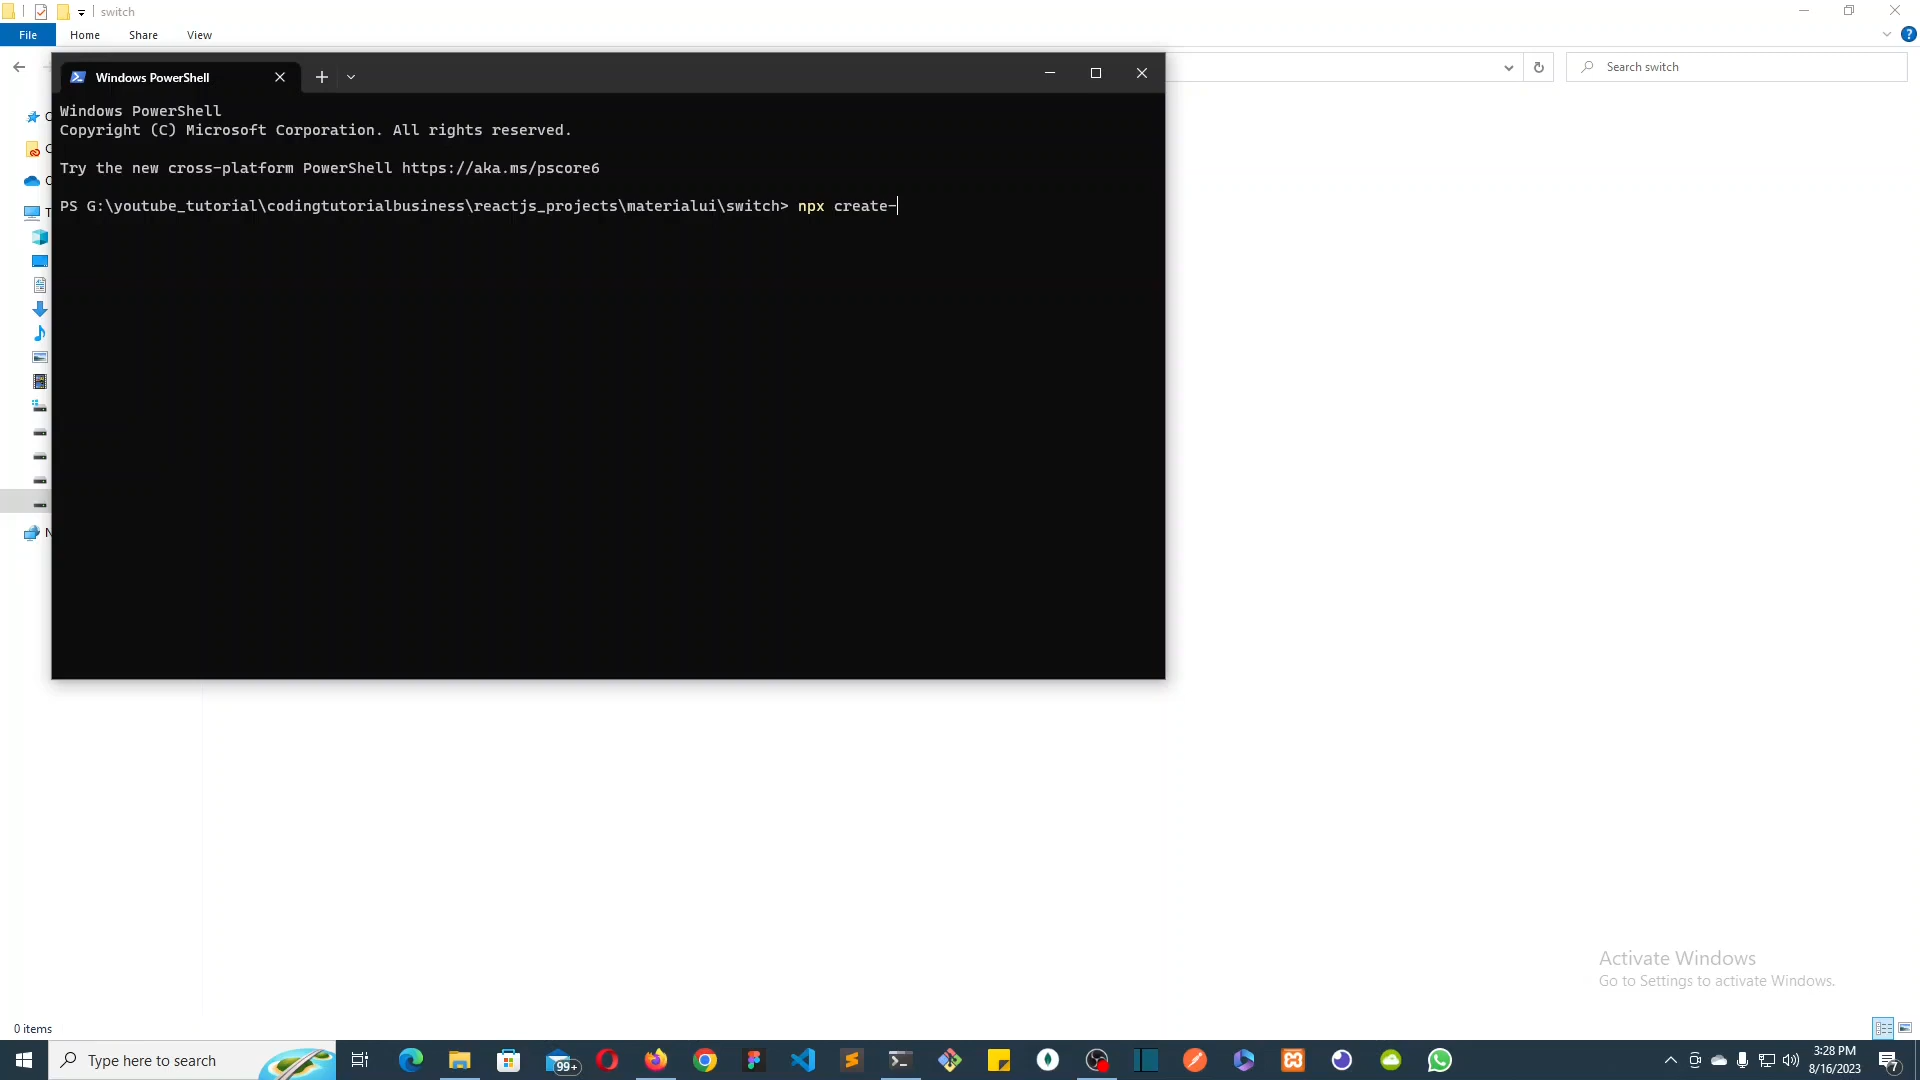 switch
File Home Share View
Windows PowerShell
Search switch
Windows PowerShell
Copyright (C) Microsoft Corporation. All rights reserved.
Try the new cross-platform PowerShell https://aka.ms/pscore6
PS G:\youtube_tutorial\codingtutorialbusiness\reactjs_projects\materialui\switch> npx create-
Activate Windows
Go to Settings to activate Windows.
0 items
Type here to search
99+
3:28 PM
8/16/2023
7